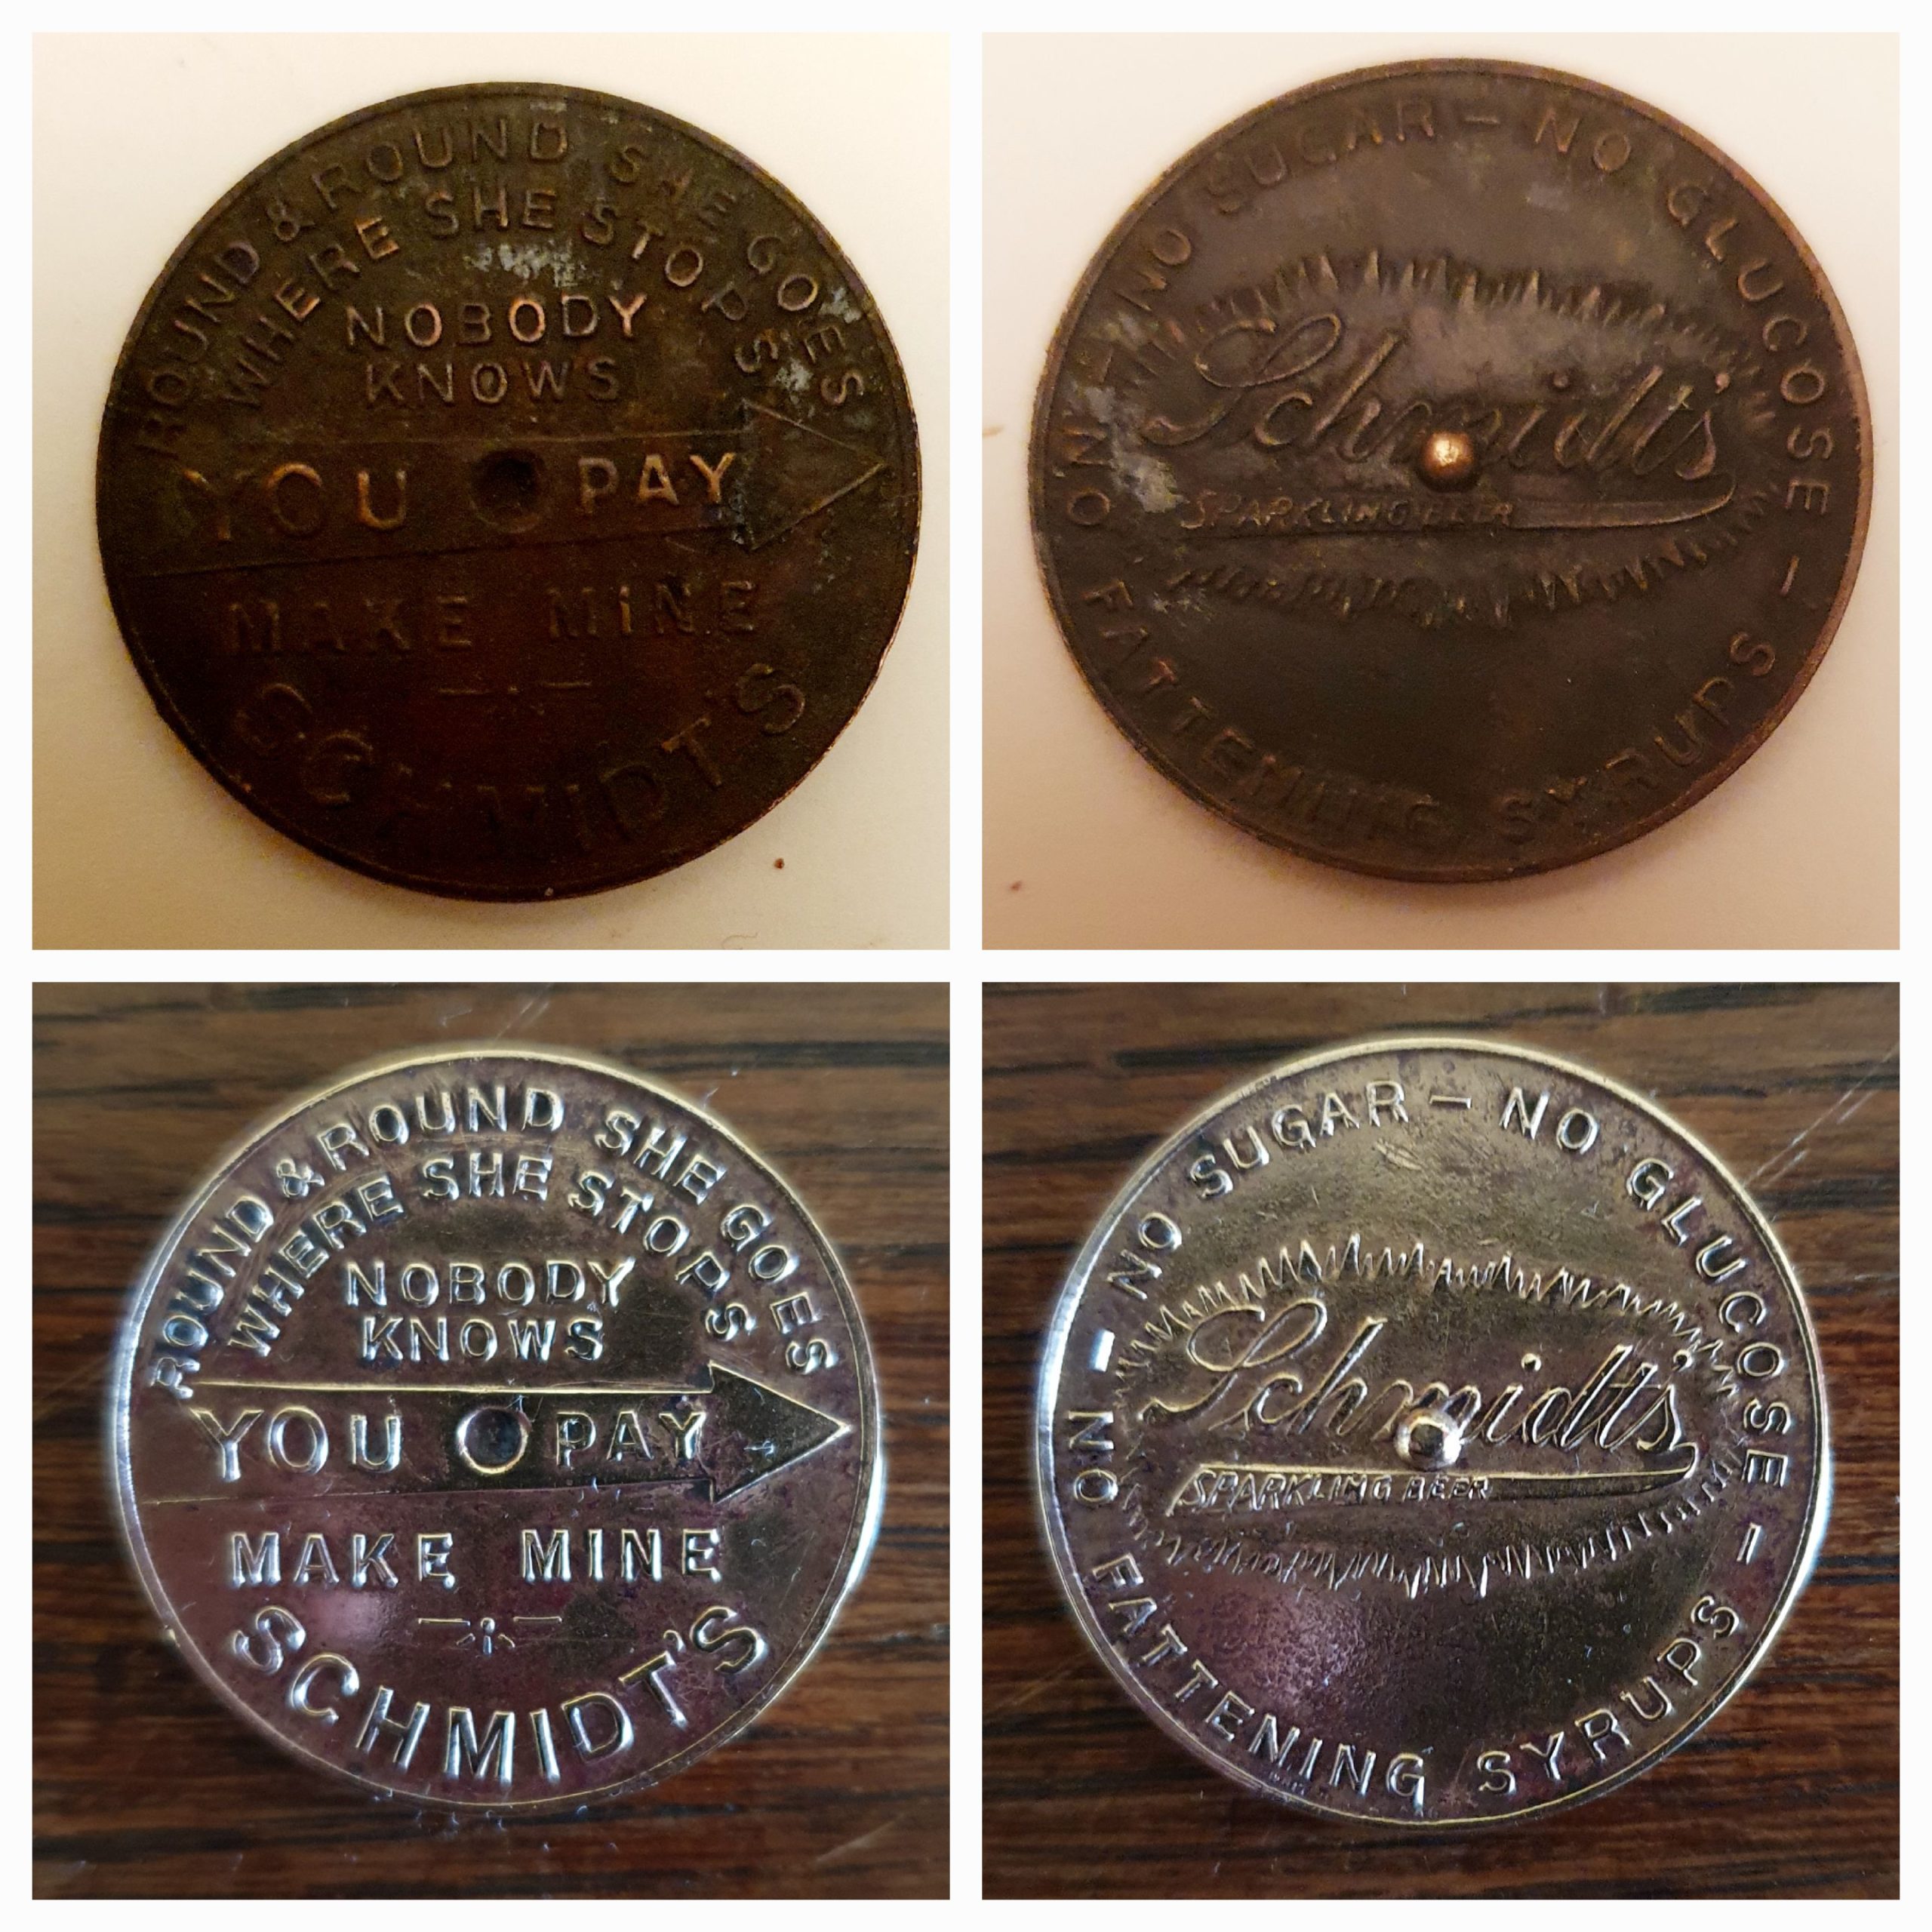 ROUND & ROUND SHE GOES
WHERE SHE STOPS
NOBODY
KNOWS
YOU PAY
MAKE MINE
SCHMIDT'S
NO SUGAR – NO GLUCOSE –
Schmidt's
SPARKLING BEER
– NO FATTENING SYRUPS
ROUND & ROUND SHE GOES
WHERE SHE STOPS
NOBODY
KNOWS
YOU PAY
MAKE MINE
SCHMIDT'S
NO SUGAR – NO GLUCOSE –
Schmidt's
SPARKLING BEER
– NO FATTENING SYRUPS